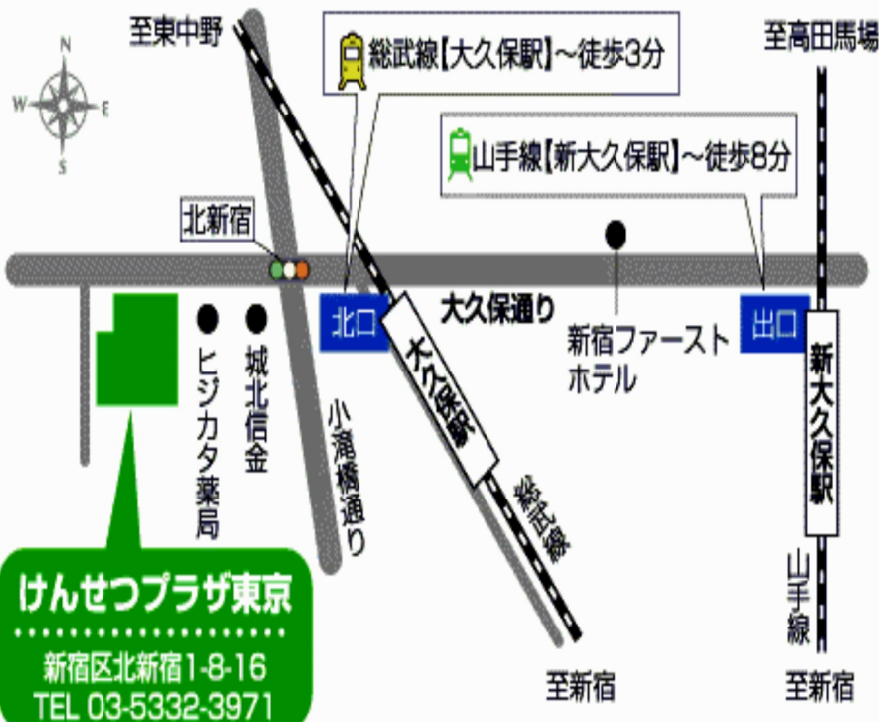 至東中野
総武線【大久保駅】～徒歩3分
至高田馬場
N
W
E
S
山手線【新大久保駅】～徒歩8分
北新宿
大久保通り
北口
出口
新宿ファースト
ホテル
大久保駅
新大久保駅
ヒジカタ薬局
城北信金
小滝橋通り
総武線
山手線
けんせつプラザ東京
新宿区北新宿1-8-16
TEL 03-5332-3971
至新宿
至新宿